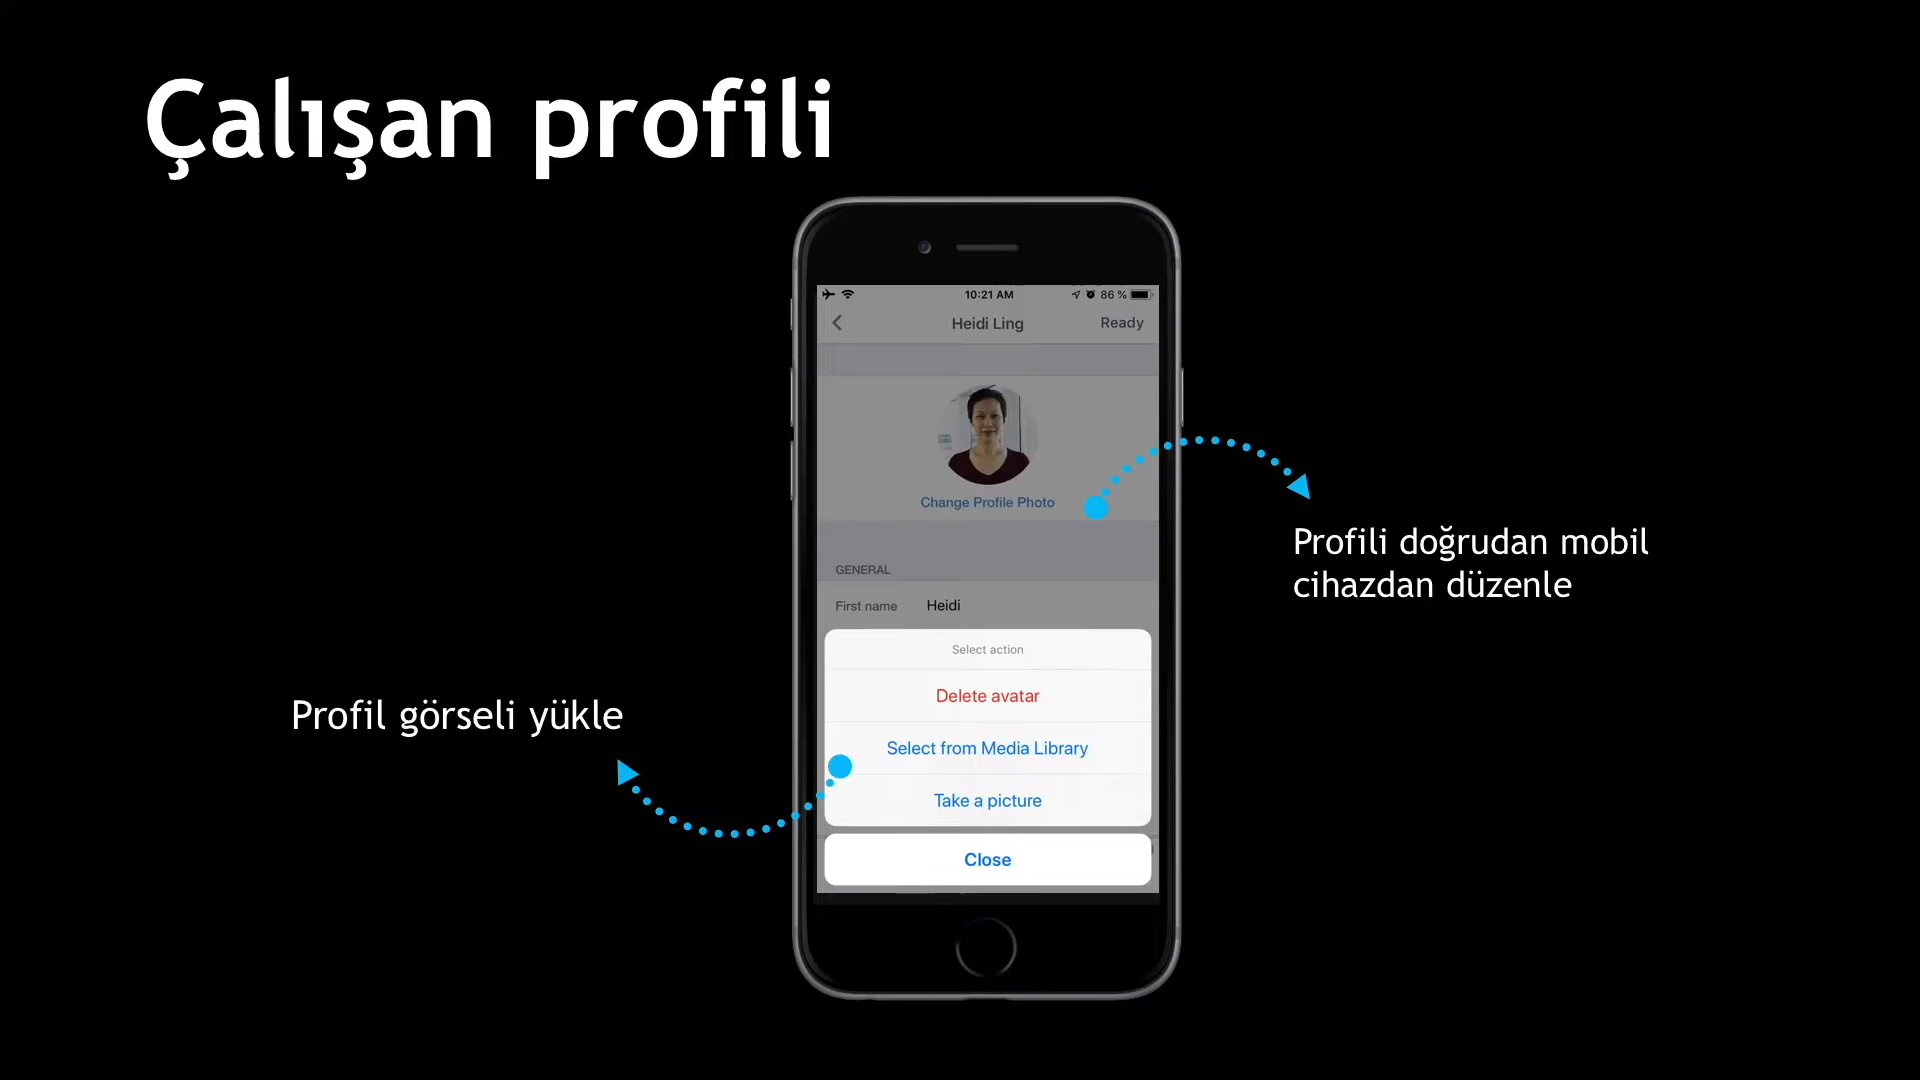 Çalışan profili
10:21 AM
86 %
Heidi Ling
Ready
Change Profile Photo
GENERAL
First name Heidi
Select action
Delete avatar
Select from Media Library
Take a picture
Close
Profili doğrudan mobil
cihazdan düzenle
Profil görseli yükle